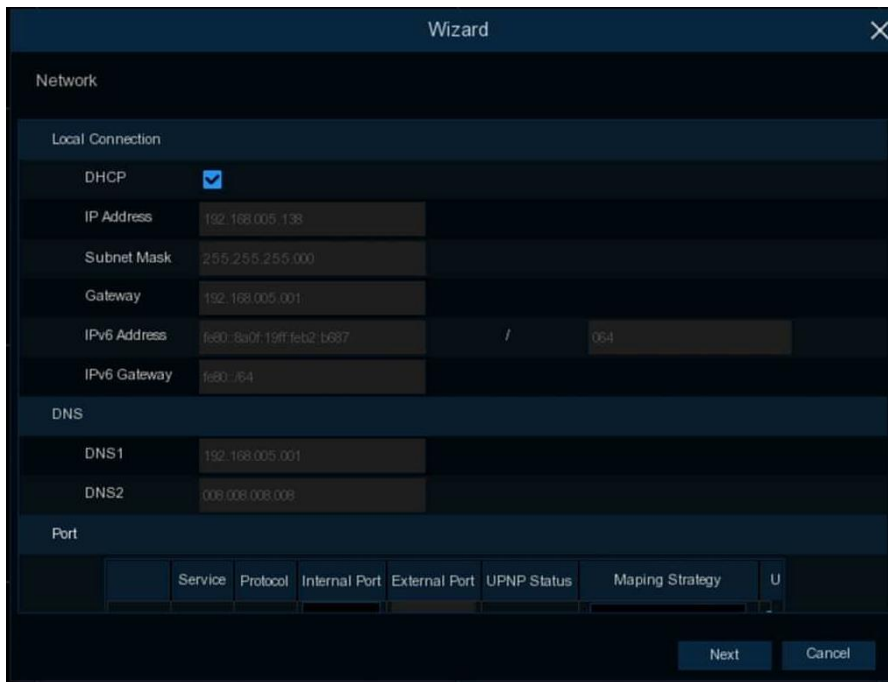 Wizard
Network
Local Connection
DHCP
IP Address 192.168.005.138
Subnet Mask 255.255.255.000
Gateway 192.168.005.001
IPv6 Address fe80::8a0f:19ff:feb2:b687 / 064
IPv6 Gateway fe80::/64
DNS
DNS1 192.168.005.001
DNS2 008.008.008.008
Port
Service Protocol Internal Port External Port UPNP Status Maping Strategy U
Next Cancel